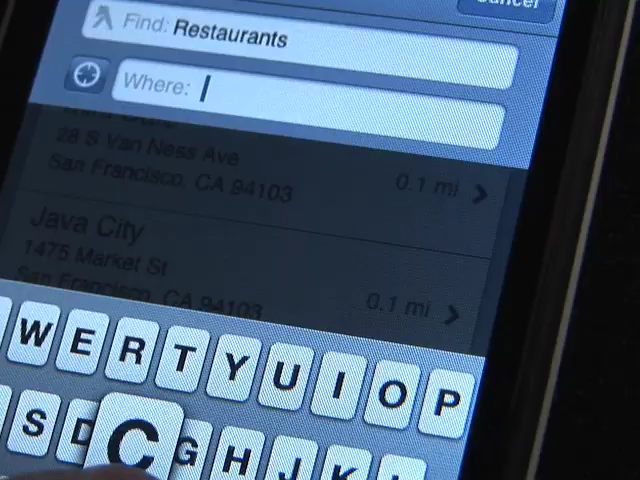 Cancel
Find: Restaurants
Where:
28 S Van Ness Ave
San Francisco, CA 94103
0.1 mi
Java City
1475 Market St
San Francisco, CA 94103
0.1 mi
W E R T Y U I O P
S D C G H J K L